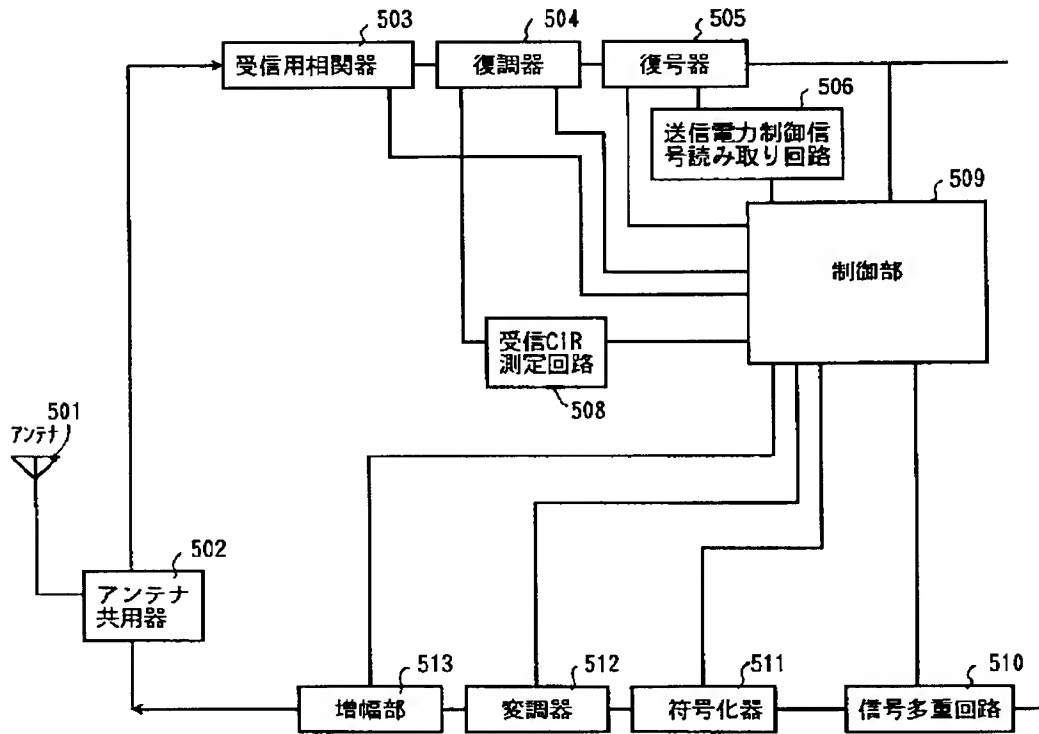 503
504
505
受信用相関器
復調器
復号器
506
送信電力制御信
号読み取り回路
509
制御部
受信CIR
測定回路
508
501
アンテナ
502
アンテナ
共用器
513
512
511
510
増幅部
変調器
符号化器
信号多重回路